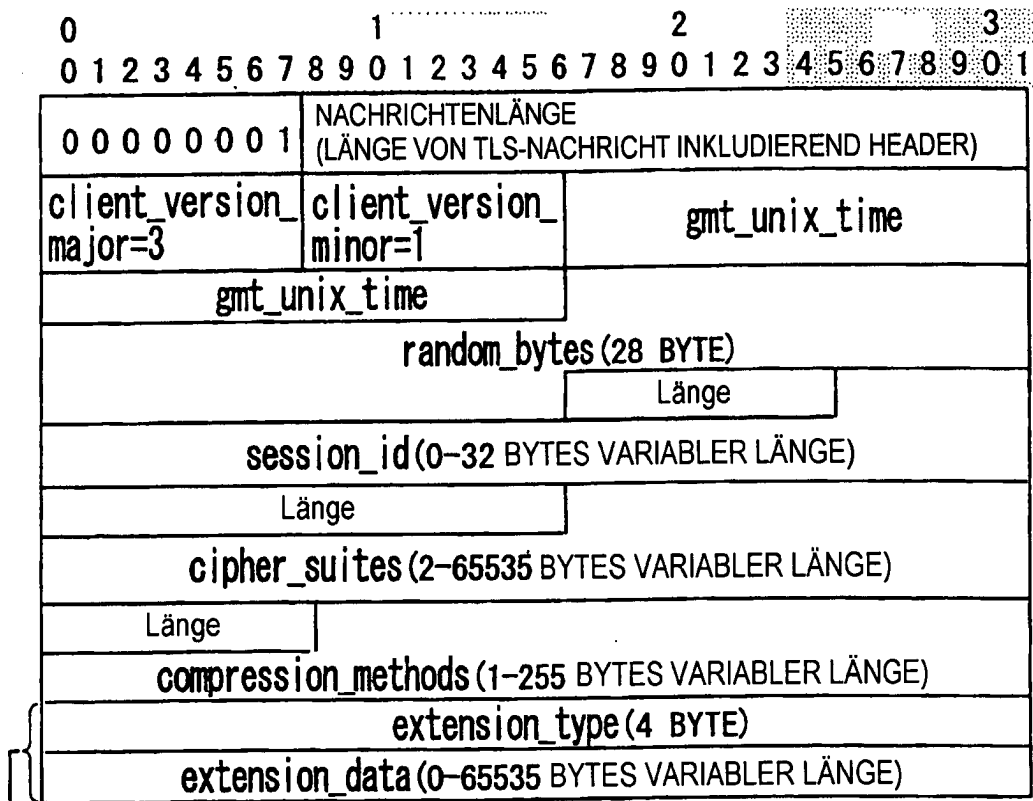 0 1 2 3
0 1 2 3 4 5 6 7 8 9 0 1 2 3 4 5 6 7 8 9 0 1 2 3 4 5 6 7 8 9 0 1
0 0 0 0 0 0 0 1
NACHRICHTENLÄNGE
(LÄNGE VON TLS-NACHRICHT INKLUDIEREND HEADER)
client_version_
major=3
client_version_
minor=1
gmt_unix_time
gmt_unix_time
random_bytes(28 BYTE)
Länge
session_id(0-32 BYTES VARIABLER LÄNGE)
Länge
cipher_suites(2-65535 BYTES VARIABLER LÄNGE)
Länge
compression_methods(1-255 BYTES VARIABLER LÄNGE)
extension_type(4 BYTE)
extension_data(0-65535 BYTES VARIABLER LÄNGE)